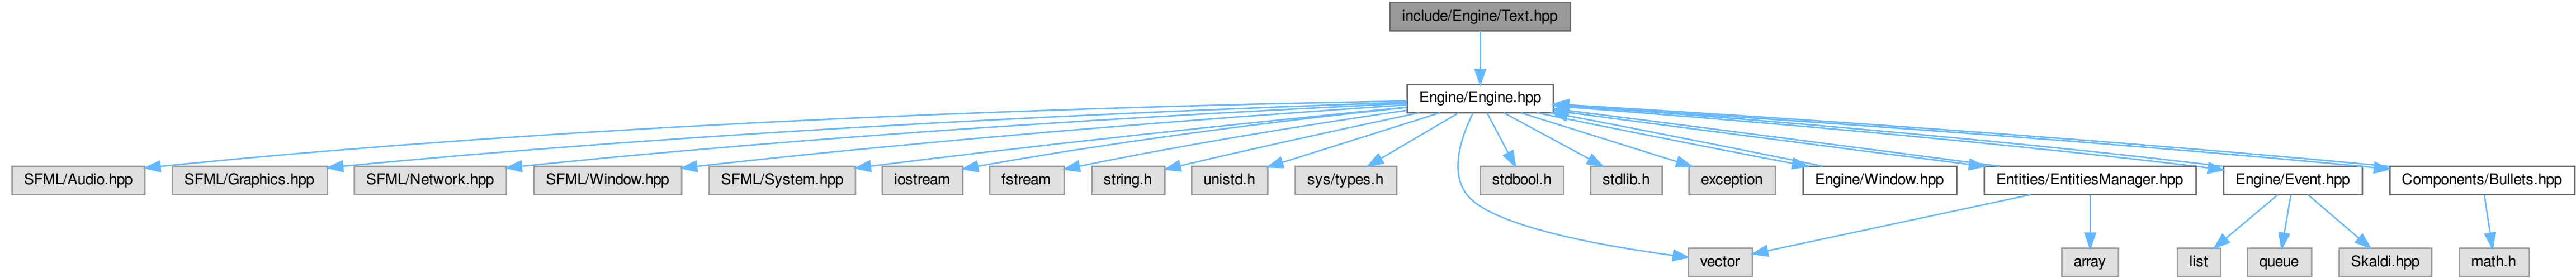 include/Engine/Text.hpp
Engine/Engine.hpp
SFML/Audio.hpp
SFML/Graphics.hpp
SFML/Network.hpp
SFML/Window.hpp
SFML/System.hpp
iostream
fstream
string.h
unistd.h
sys/types.h
stdbool.h
stdlib.h
exception
Engine/Window.hpp
Entities/EntitiesManager.hpp
Engine/Event.hpp
Components/Bullets.hpp
vector
array
list
queue
Skaldi.hpp
math.h